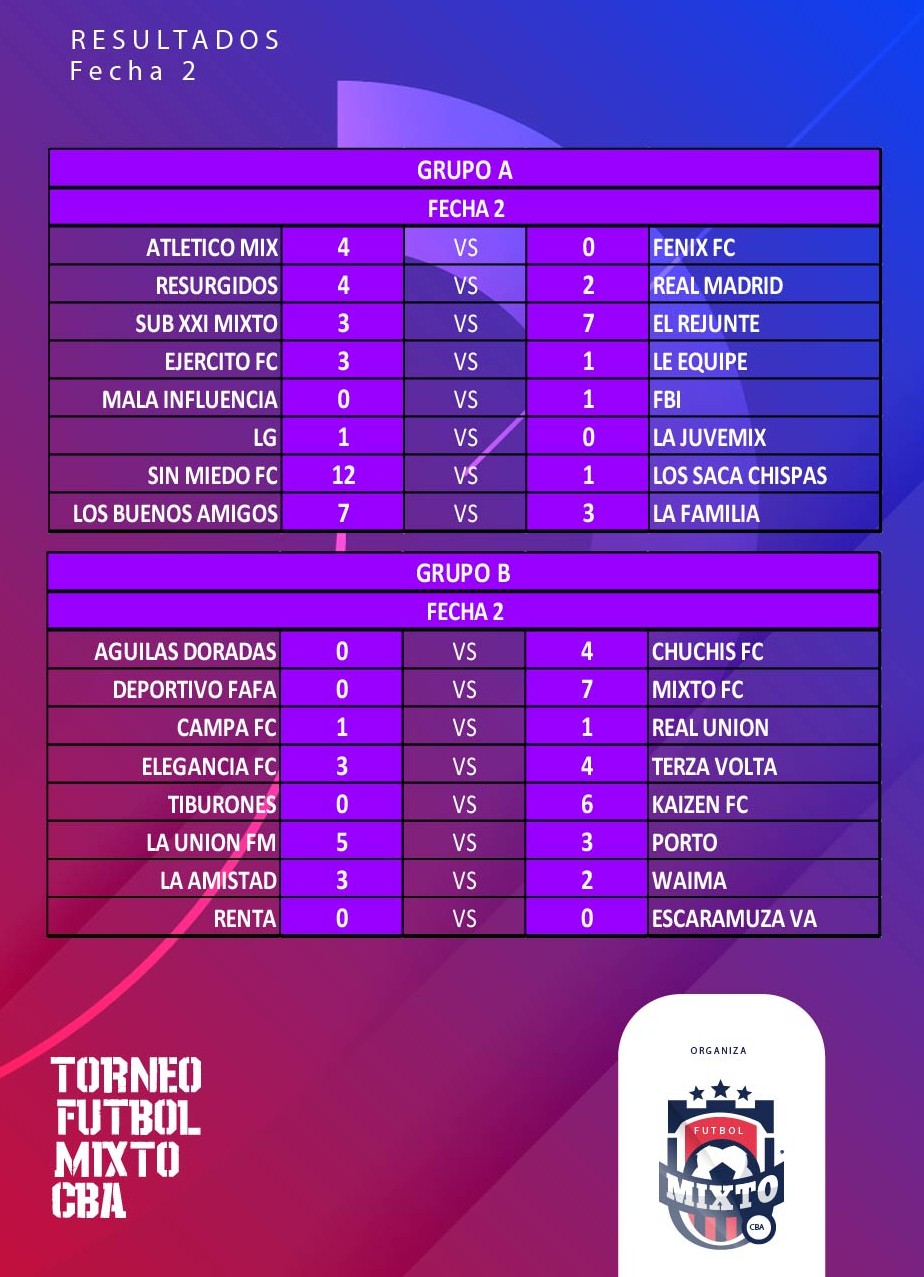 RESULTADOS
Fecha 2
GRUPO A
FECHA 2
ATLETICO MIX 4 VS 0 FENIX FC
RESURGIDOS 4 VS 2 REAL MADRID
SUB XXI MIXTO 3 VS 7 EL REJUNTE
EJERCITO FC 3 VS 1 LE EQUIPE
MALA INFLUENCIA 0 VS 1 FBI
LG 1 VS 0 LA JUVEMIX
SIN MIEDO FC 12 VS 1 LOS SACA CHISPAS
LOS BUENOS AMIGOS 7 VS 3 LA FAMILIA
GRUPO B
FECHA 2
AGUILAS DORADAS 0 VS 4 CHUCHIS FC
DEPORTIVO FAFA 0 VS 7 MIXTO FC
CAMPA FC 1 VS 1 REAL UNION
ELEGANCIA FC 3 VS 4 TERZA VOLTA
TIBURONES 0 VS 6 KAIZEN FC
LA UNION FM 5 VS 3 PORTO
LA AMISTAD 3 VS 2 WAIMA
RENTA 0 VS 0 ESCARAMUZA VA
TORNEO
FUTBOL
MIXTO
CBA
ORGANIZA
FUTBOL
MIXTO
CBA